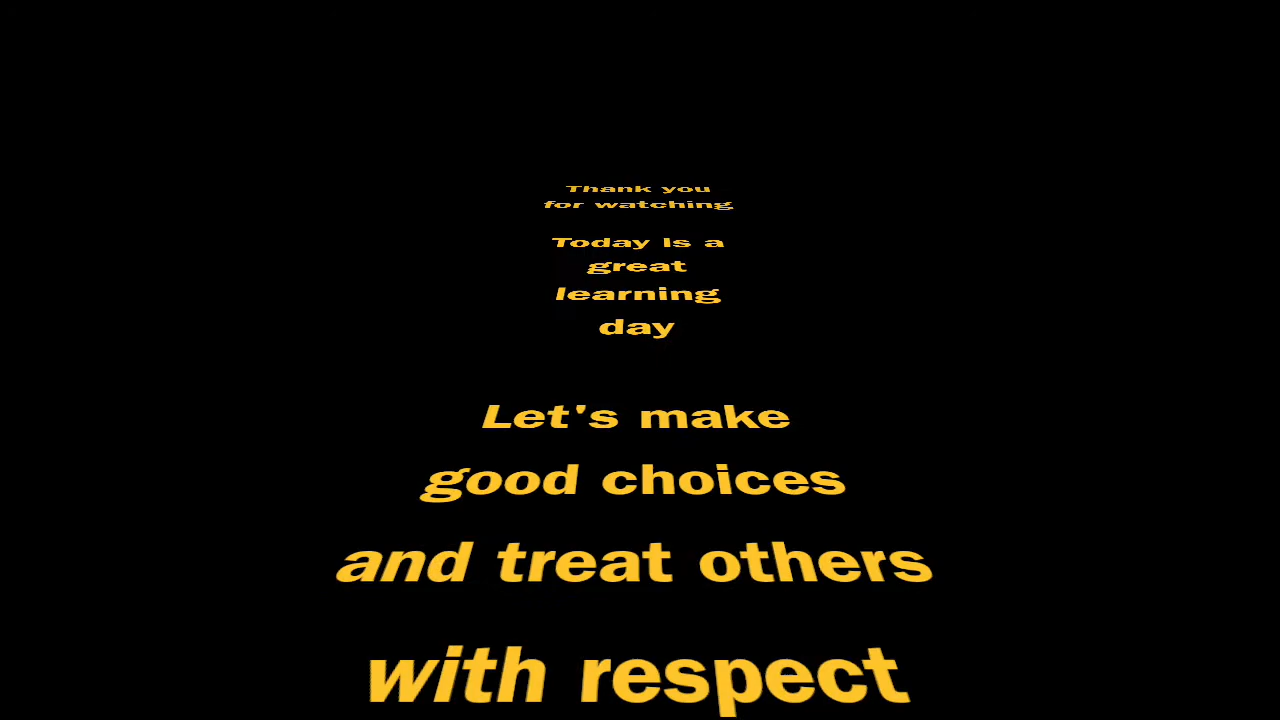 Thank you
for watching
Today is a
great
learning
day
Let's make
good choices
and treat others
with respect